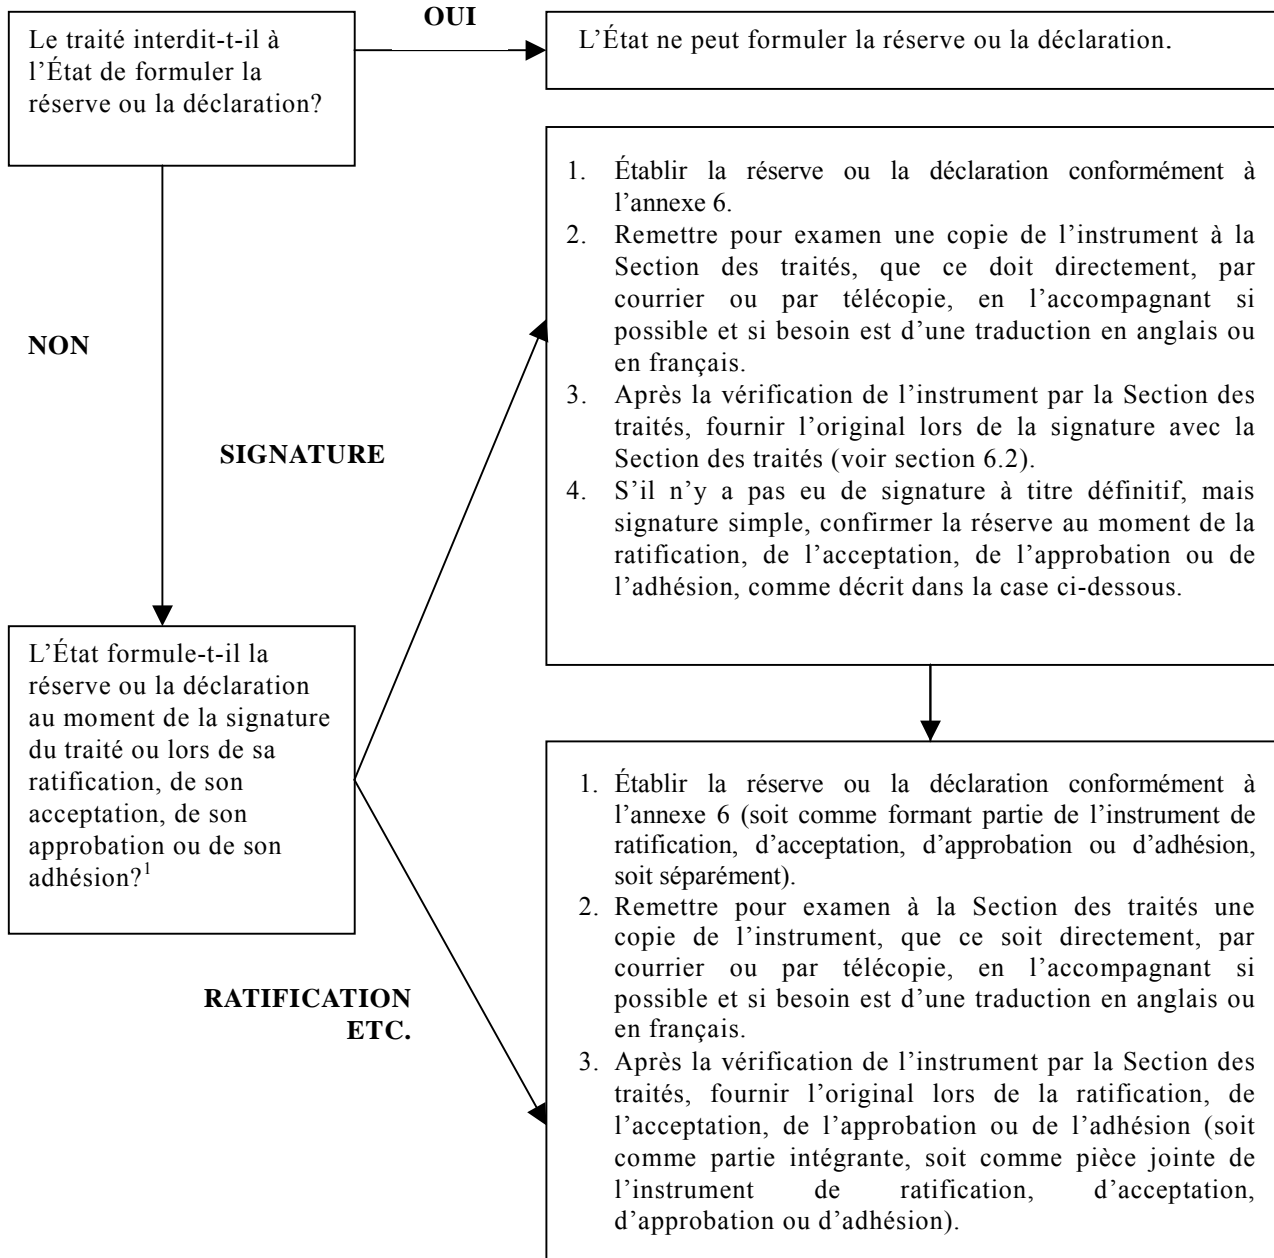 OUI
Le traité interdit-t-il à
l’État de formuler la
réserve ou la déclaration?
L’État ne peut formuler la réserve ou la déclaration.
1. Établir la réserve ou la déclaration conformément à
l’annexe 6.
2. Remettre pour examen une copie de l’instrument à la
Section des traités, que ce doit directement, par
courrier ou par télécopie, en l’accompagnant si
possible et si besoin est d’une traduction en anglais ou
en français.
3. Après la vérification de l’instrument par la Section des
traités, fournir l’original lors de la signature avec la
Section des traités (voir section 6.2).
4. S’il n’y a pas eu de signature à titre définitif, mais
signature simple, confirmer la réserve au moment de la
ratification, de l’acceptation, de l’approbation ou de
l’adhésion, comme décrit dans la case ci-dessous.
NON
SIGNATURE
L’État formule-t-il la
réserve ou la déclaration
au moment de la signature
du traité ou lors de sa
ratification, de son
acceptation, de son
approbation ou de son
adhésion?¹
RATIFICATION
ETC.
1. Établir la réserve ou la déclaration conformément à
l’annexe 6 (soit comme formant partie de l’instrument de
ratification, d’acceptation, d’approbation ou d’adhésion,
soit séparément).
2. Remettre pour examen à la Section des traités une
copie de l’instrument, que ce soit directement, par
courrier ou par télécopie, en l’accompagnant si
possible et si besoin est d’une traduction en anglais ou
en français.
3. Après la vérification de l’instrument par la Section des
traités, fournir l’original lors de la ratification, de
l’acceptation, de l’approbation ou de l’adhésion (soit
comme partie intégrante, soit comme pièce jointe de
l’instrument de ratification, d’acceptation,
d’approbation ou d’adhésion).